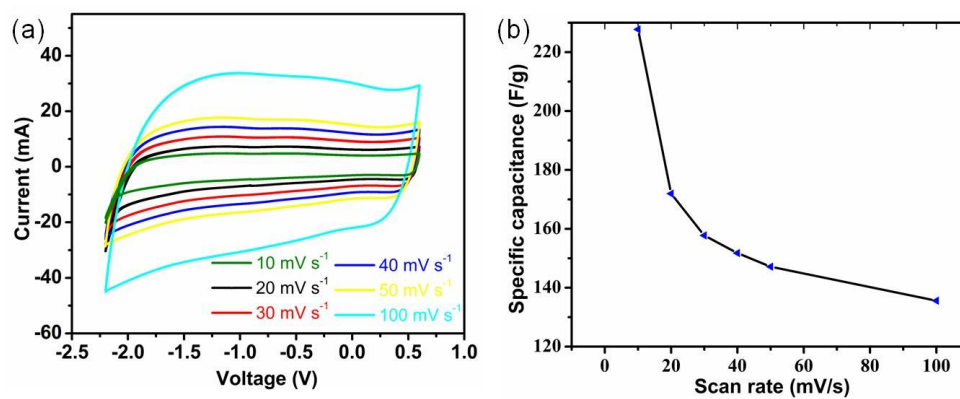 (a)
60
40
20
0
-20
-40
-60
Current (mA)
10 mV s-1
20 mV s-1
30 mV s-1
40 mV s-1
50 mV s-1
100 mV s-1
-2.5 -2.0 -1.5 -1.0 -0.5 0.0 0.5 1.0
Voltage (V)
(b)
220
200
180
160
140
120
Specific capacitance (F/g)
0 20 40 60 80 100
Scan rate (mV/s)